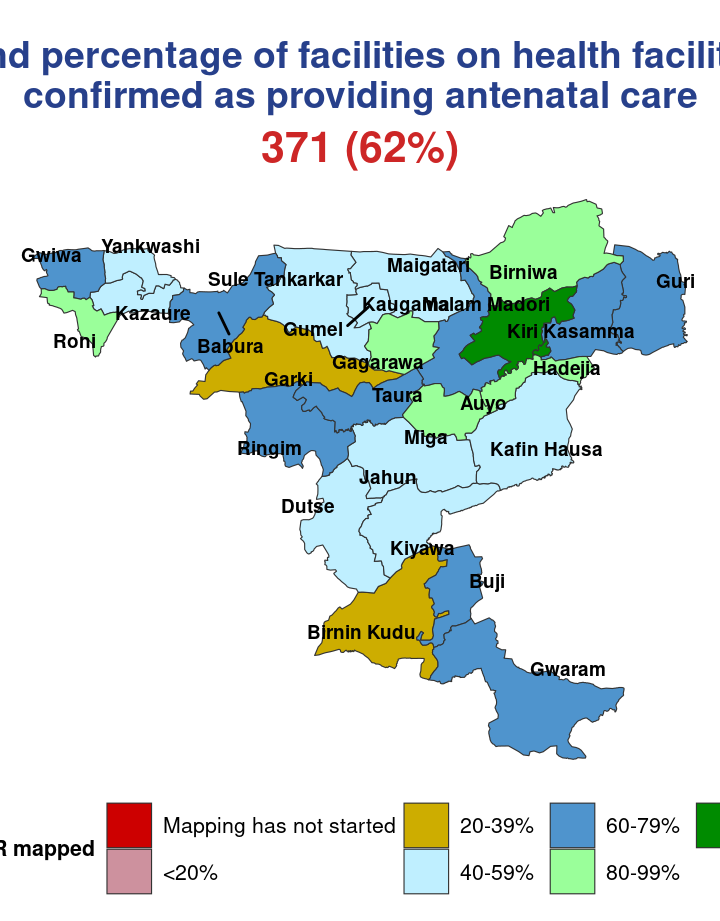 nd percentage of facilities on health facilit
confirmed as providing antenatal care
371 (62%)
Gwiwa
Yankwashi
Sule Tankarkar
Maigatari
Birniwa
Guri
Roni
Kazaure
Babura
Gumel
Kaugama
Malam Madori
Kiri Kasamma
Gagarawa
Garki
Taura
Auyo
Hadejia
Ringim
Miga
Kafin Hausa
Jahun
Dutse
Kiyawa
Buji
Birnin Kudu
Gwaram
R mapped
Mapping has not started
20-39%
60-79%
<20%
40-59%
80-99%